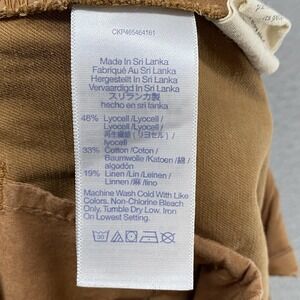 CKP465464161
Made In Sri Lanka
Fabriqué Au Sri Lanka
Hergestellt In Sri Lanka
Vervaardigd In Sri Lanka
スリランカ製
hecho en sri lanka
48% Lyocell /Lyocell/
Lyocell /Lyocell /
再生繊維（リヨセル）/
lyocell
33% Cotton /Coton /
Baumwolle /Katoen / 綿 /
algodón
19% Linen /Lin /Leinen /
Linnen /麻 /lino
Machine Wash Cold With Like
Colors. Non-Chlorine Bleach
Only. Tumble Dry Low. Iron
On Lowest Setting.